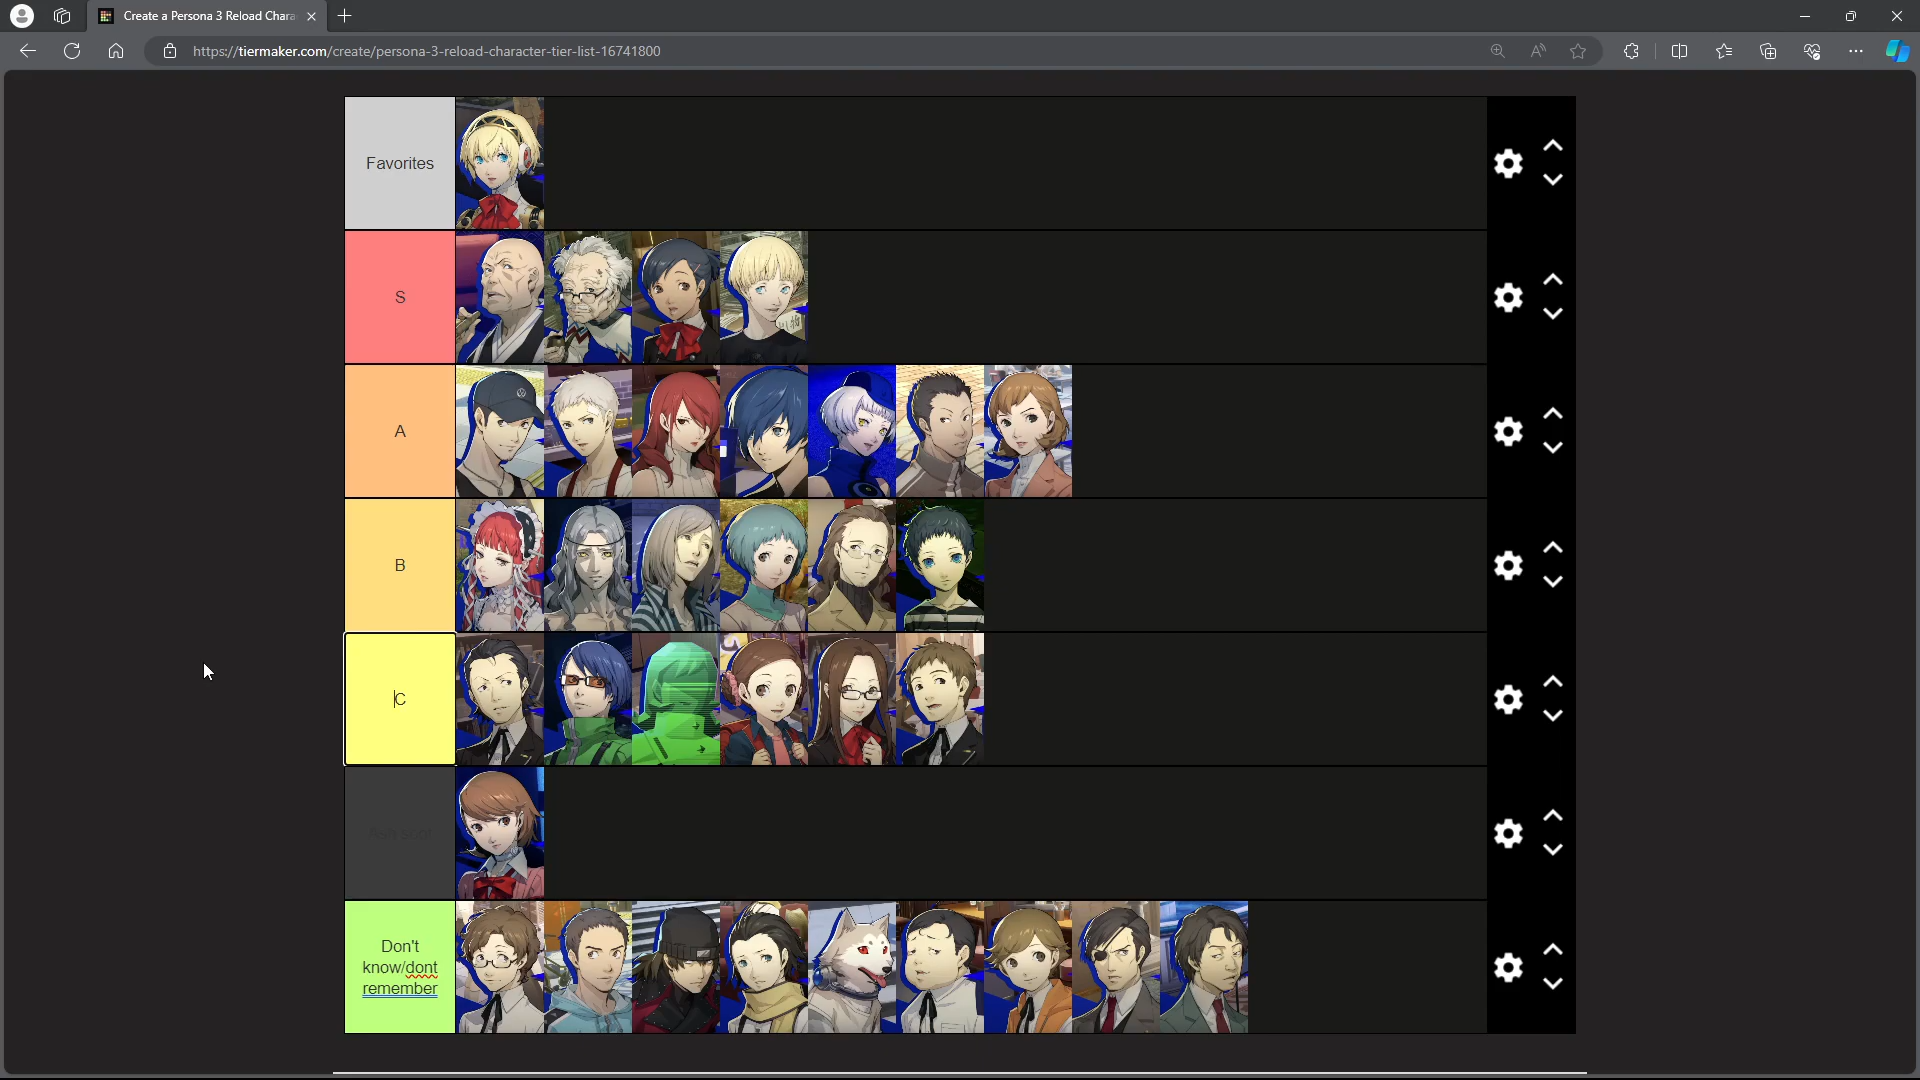 Create a Persona 3 Reload Chara
https://tiermaker.com/create/persona-3-reload-character-tier-list-16741800
Favorites
S
A
B
C
Don't
know/dont
remember